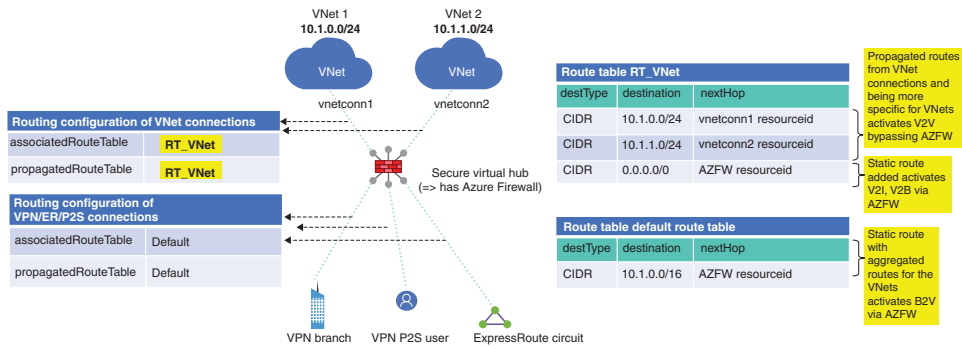 VNet 1
10.1.0.0/24
VNet 2
10.1.1.0/24
VNet
VNet
vnetconn1
vnetconn2
Routing configuration of VNet connections
associatedRouteTable RT_VNet
propagatedRouteTable RT_VNet
Secure virtual hub
(=> has Azure Firewall)
Routing configuration of
VPN/ER/P2S connections
associatedRouteTable Default
propagatedRouteTable Default
VPN branch
VPN P2S user
ExpressRoute circuit
Route table RT_VNet
destType destination nextHop
CIDR 10.1.0.0/24 vnetconn1 resourceid
CIDR 10.1.1.0/24 vnetconn2 resourceid
CIDR 0.0.0.0/0 AZFW resourceid
Propagated routes
from VNet
connections and
being more
specific for VNets
activates V2V
bypassing AZFW
Static route
added activates
V2I, V2B via
AZFW
Route table default route table
destType destination nextHop
CIDR 10.1.0.0/16 AZFW resourceid
Static route
with
aggregated
routes for the
VNets
activates B2V
via AZFW